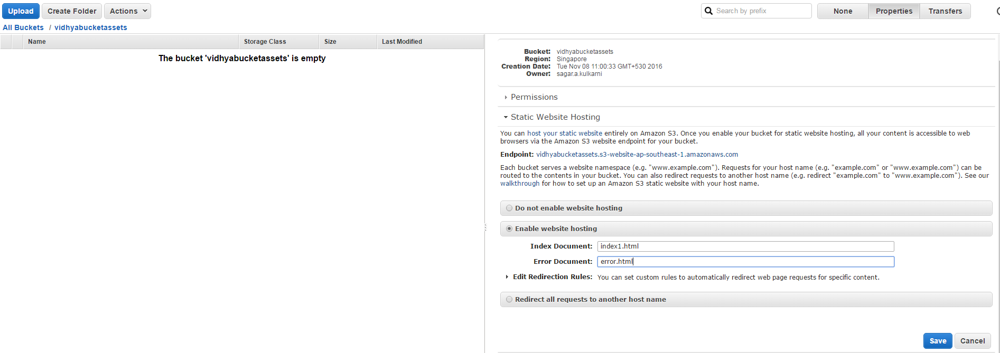 Upload Create Folder Actions Search by prefix None Properties Transfers
All Buckets / vidhyabucketassets
Name Storage Class Size Last Modified
The bucket 'vidhyabucketassets' is empty
Bucket: vidhyabucketassets
Region: Singapore
Creation Date: Tue Nov 08 11:00:33 GMT+530 2016
Owner: sagar.a.kulkarni
Permissions
Static Website Hosting
You can host your static website entirely on Amazon S3. Once you enable your bucket for static website hosting, all your content is accessible to web
browsers via the Amazon S3 website endpoint for your bucket.
Endpoint: vidhyabucketassets.s3-website-ap-southeast-1.amazonaws.com
Each bucket serves a website namespace (e.g. "www.example.com"). Requests for your host name (e.g. "example.com" or "www.example.com") can be
routed to the contents in your bucket. You can also redirect requests to another host name (e.g. redirect "example.com" to "www.example.com"). See our
walkthrough for how to set up an Amazon S3 static website with your host name.
Do not enable website hosting
Enable website hosting
Index Document: index1.html
Error Document: error.html
Edit Redirection Rules: You can set custom rules to automatically redirect web page requests for specific content.
Redirect all requests to another host name
Save Cancel